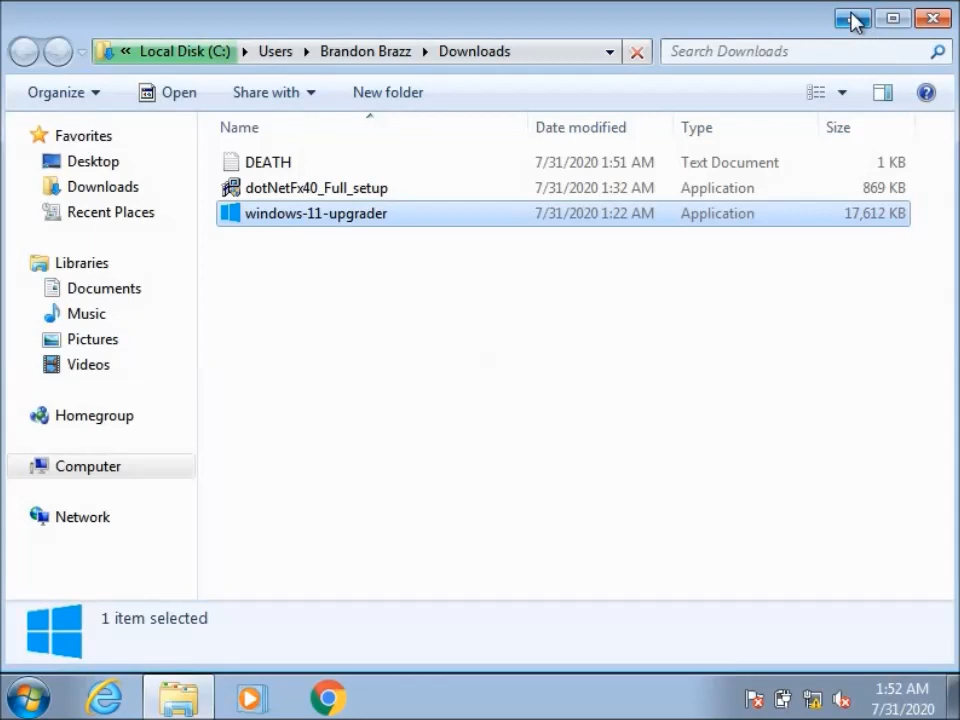 « Local Disk (C:) Users Brandon Brazz Downloads Search Downloads
Organize Open Share with New folder
Name Date modified Type Size
DEATH 7/31/2020 1:51 AM Text Document 1 KB
dotNetFx40_Full_setup 7/31/2020 1:32 AM Application 869 KB
windows-11-upgrader 7/31/2020 1:22 AM Application 17,612 KB
Favorites
Desktop
Downloads
Recent Places
Libraries
Documents
Music
Pictures
Videos
Homegroup
Computer
Network
1 item selected
1:52 AM
7/31/2020